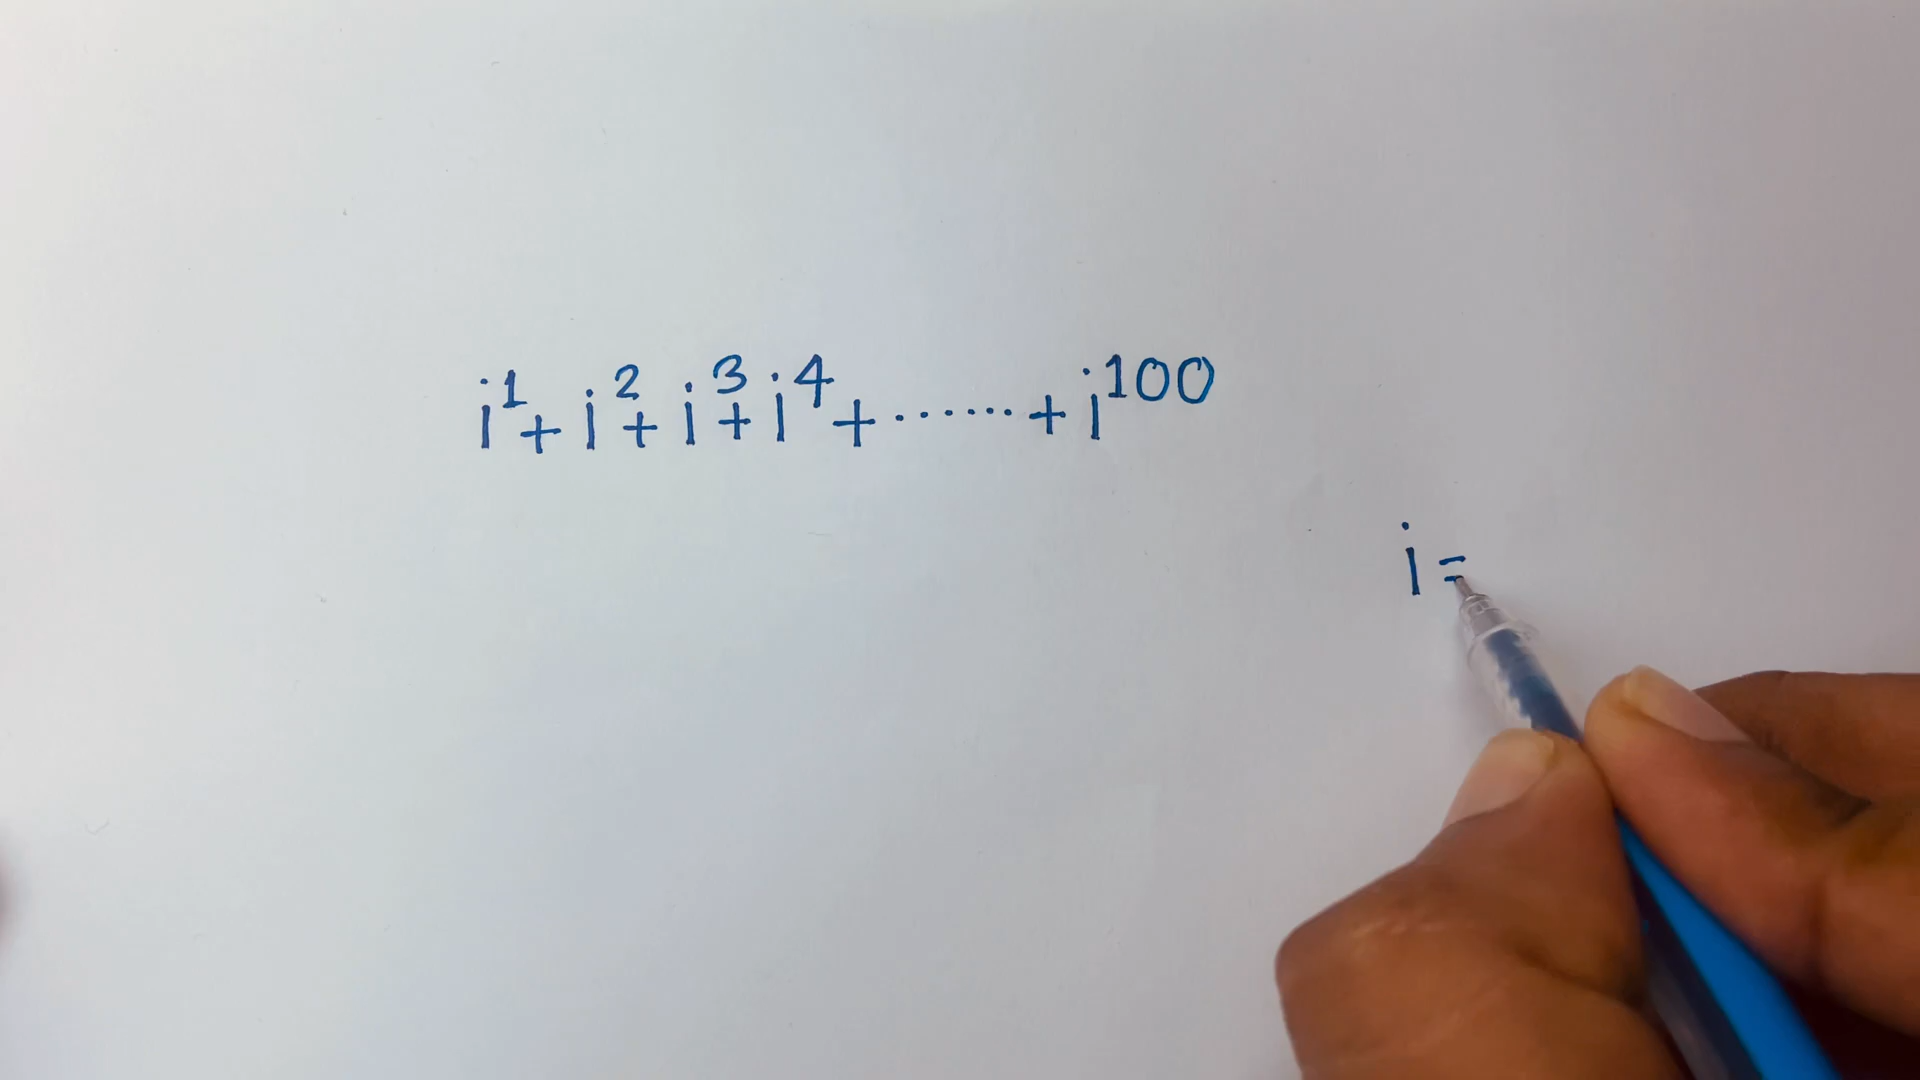 i¹ + i² + i³ + i⁴ + ....... + i¹⁰⁰
i =